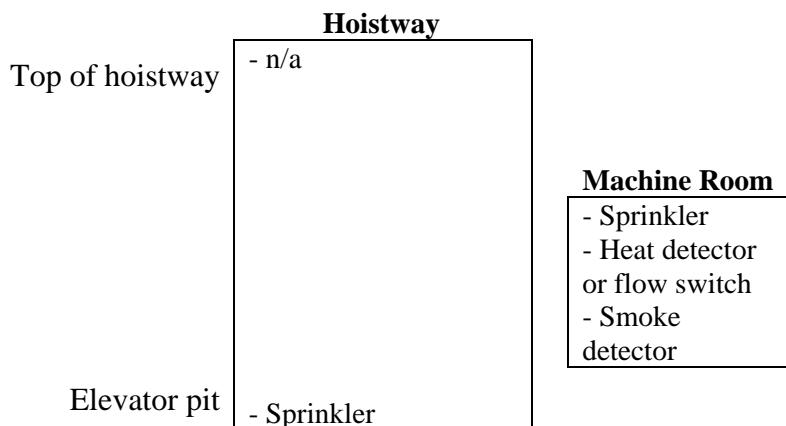 Hoistway
Top of hoistway
- n/a
Machine Room
- Sprinkler
- Heat detector
or flow switch
- Smoke
detector
Elevator pit
- Sprinkler